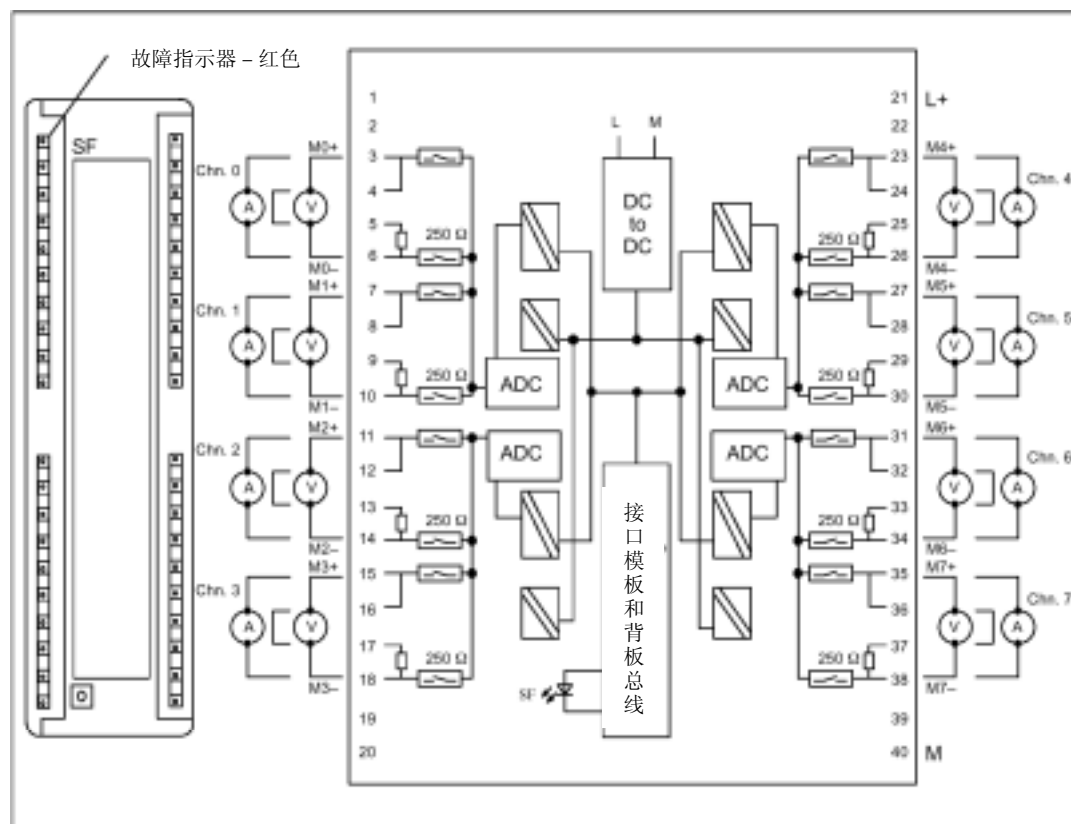 故障指示器 – 红色
SF
Chn. 0
A
V
M0+
M0–
Chn. 1
A
V
M1+
M1–
Chn. 2
A
V
M2+
M2–
Chn. 3
A
V
M3+
M3–
1
2
3
4
5
250 Ω
6
7
8
9
250 Ω
10
11
12
13
250 Ω
14
15
16
17
250 Ω
18
19
20
L M
DC
to
DC
ADC
ADC
ADC
ADC
接口模板和背板总线
SF
21 L+
22
23
24
25
250 Ω
26
27
28
29
250 Ω
30
31
32
33
250 Ω
34
35
36
37
250 Ω
38
39
40 M
M4+
M4–
V
A
Chn. 4
M5+
M5–
V
A
Chn. 5
M6+
M6–
V
A
Chn. 6
M7+
M7–
V
A
Chn. 7